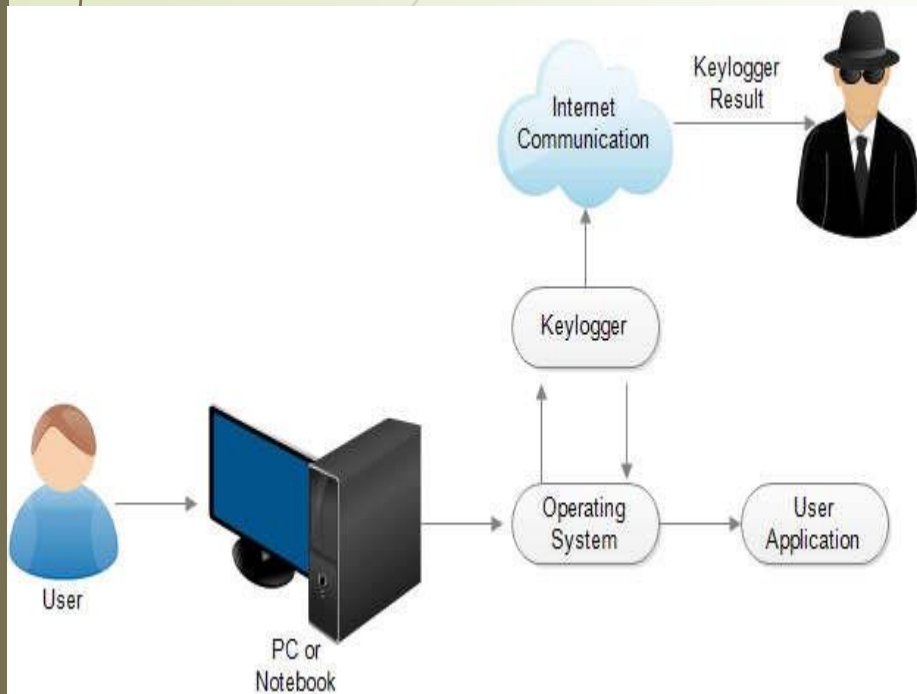 Keylogger
Result
Internet
Communication
Keylogger
Operating
System
User
Application
User
PC or
Notebook